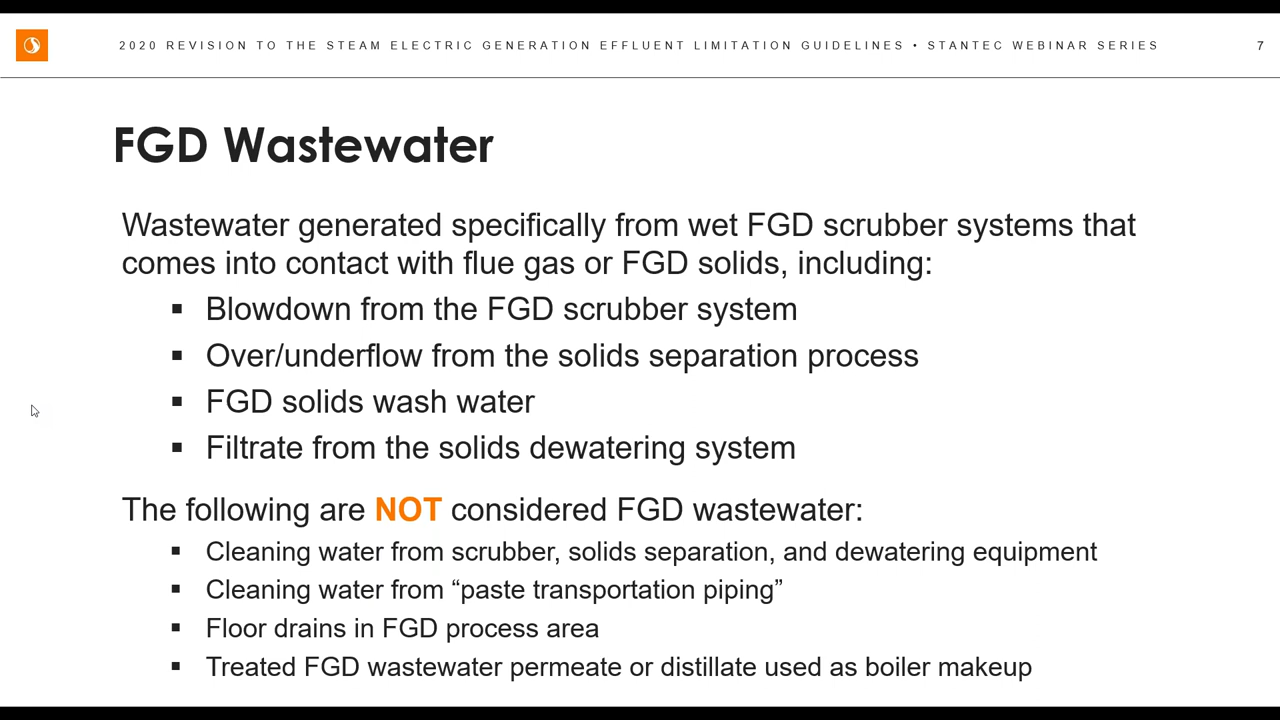 2020 REVISION TO THE STEAM ELECTRIC GENERATION EFFLUENT LIMITATION GUIDELINES • STANTEC WEBINAR SERIES 7
FGD Wastewater
Wastewater generated specifically from wet FGD scrubber systems that
comes into contact with flue gas or FGD solids, including:
▪ Blowdown from the FGD scrubber system
▪ Over/underflow from the solids separation process
▪ FGD solids wash water
▪ Filtrate from the solids dewatering system
The following are NOT considered FGD wastewater:
▪ Cleaning water from scrubber, solids separation, and dewatering equipment
▪ Cleaning water from “paste transportation piping”
▪ Floor drains in FGD process area
▪ Treated FGD wastewater permeate or distillate used as boiler makeup